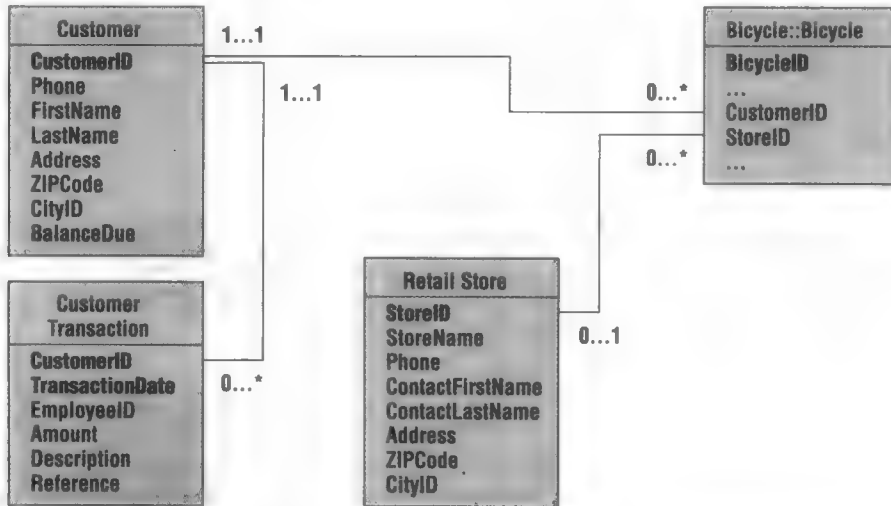 Customer
CustomerID
Phone
FirstName
LastName
Address
ZIPCode
CityID
BalanceDue
1...1
1...1
0...*
0...*
Bicycle::Bicycle
BicycleID
...
CustomerID
StoreID
...
Customer
Transaction
CustomerID
TransactionDate
EmployeeID
Amount
Description
Reference
0...*
Retail Store
StoreID
StoreName
Phone
ContactFirstName
ContactLastName
Address
ZIPCode
CityID
0...1